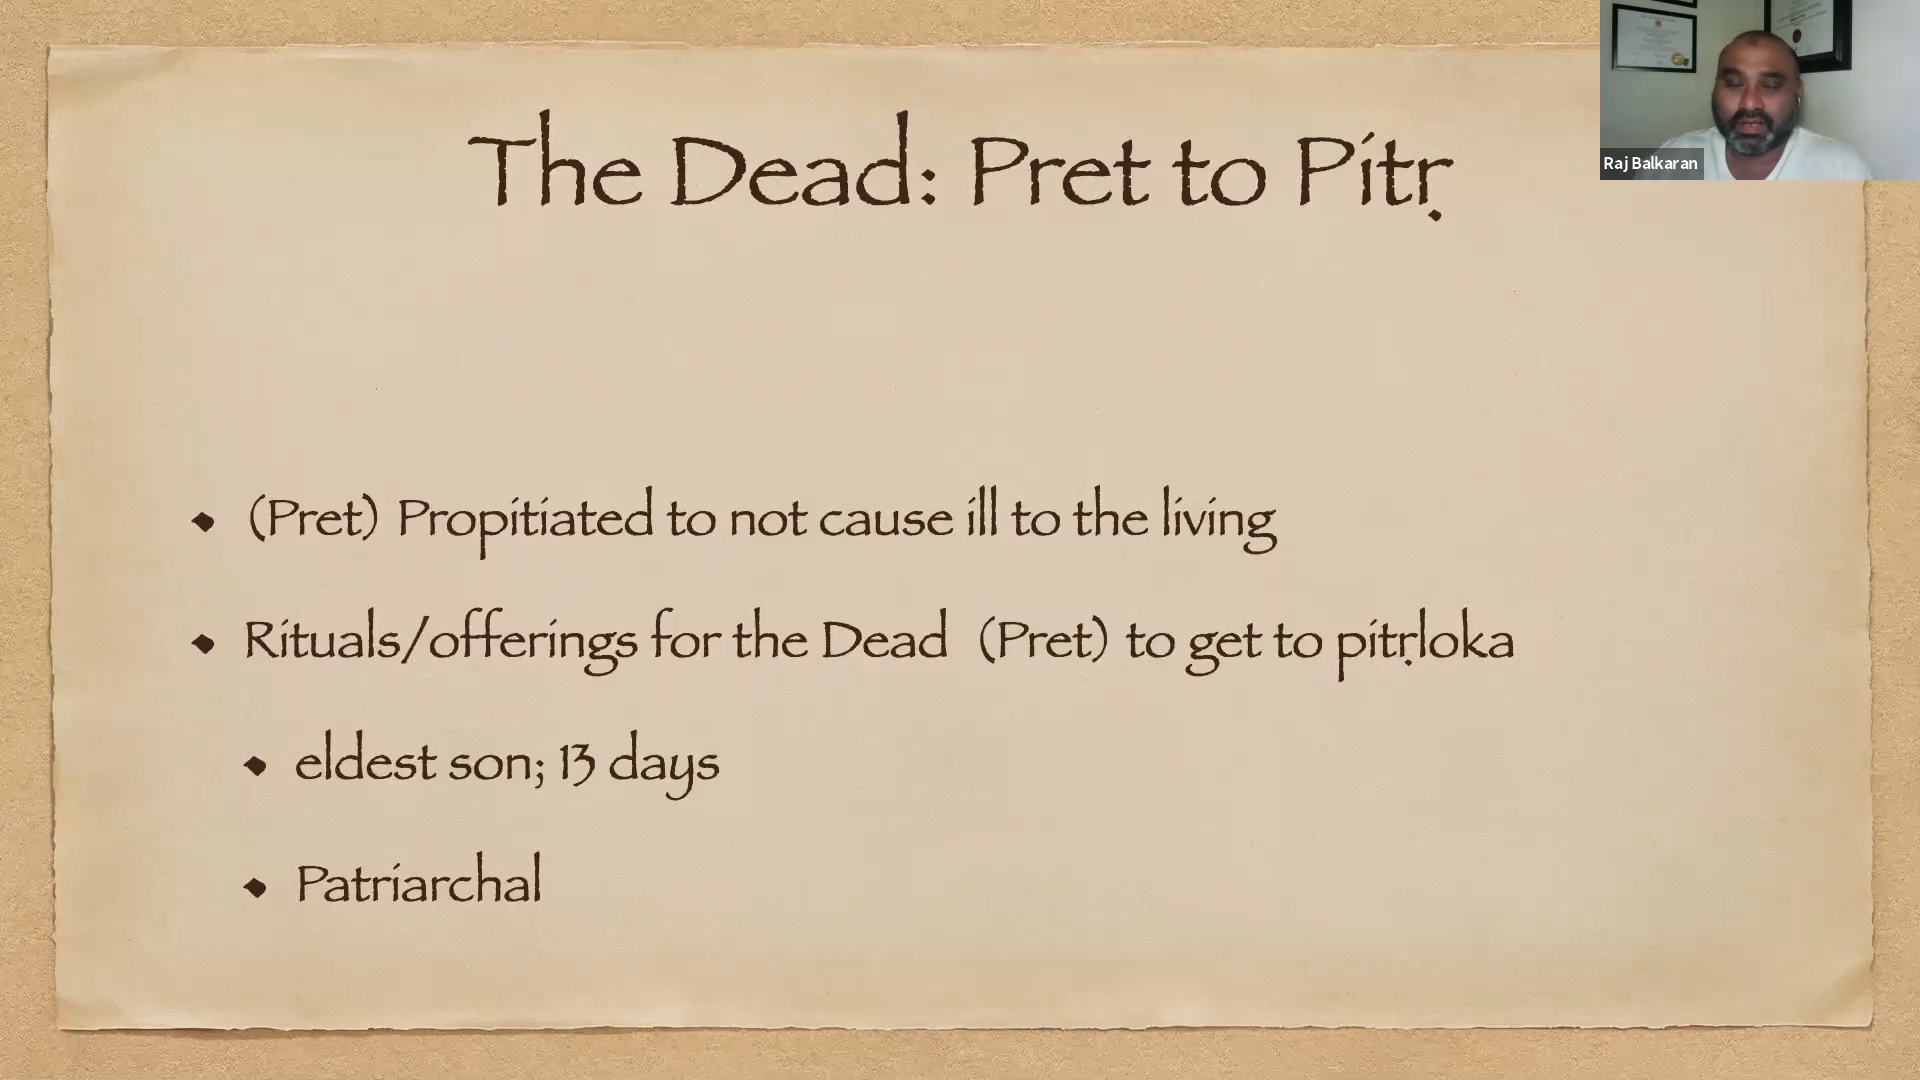 The Dead: Pret to Pitṛ
Raj Balkaran
(Pret) Propitiated to not cause ill to the living
Rituals/offerings for the Dead (Pret) to get to pitṛloka
eldest son; 13 days
Patriarchal